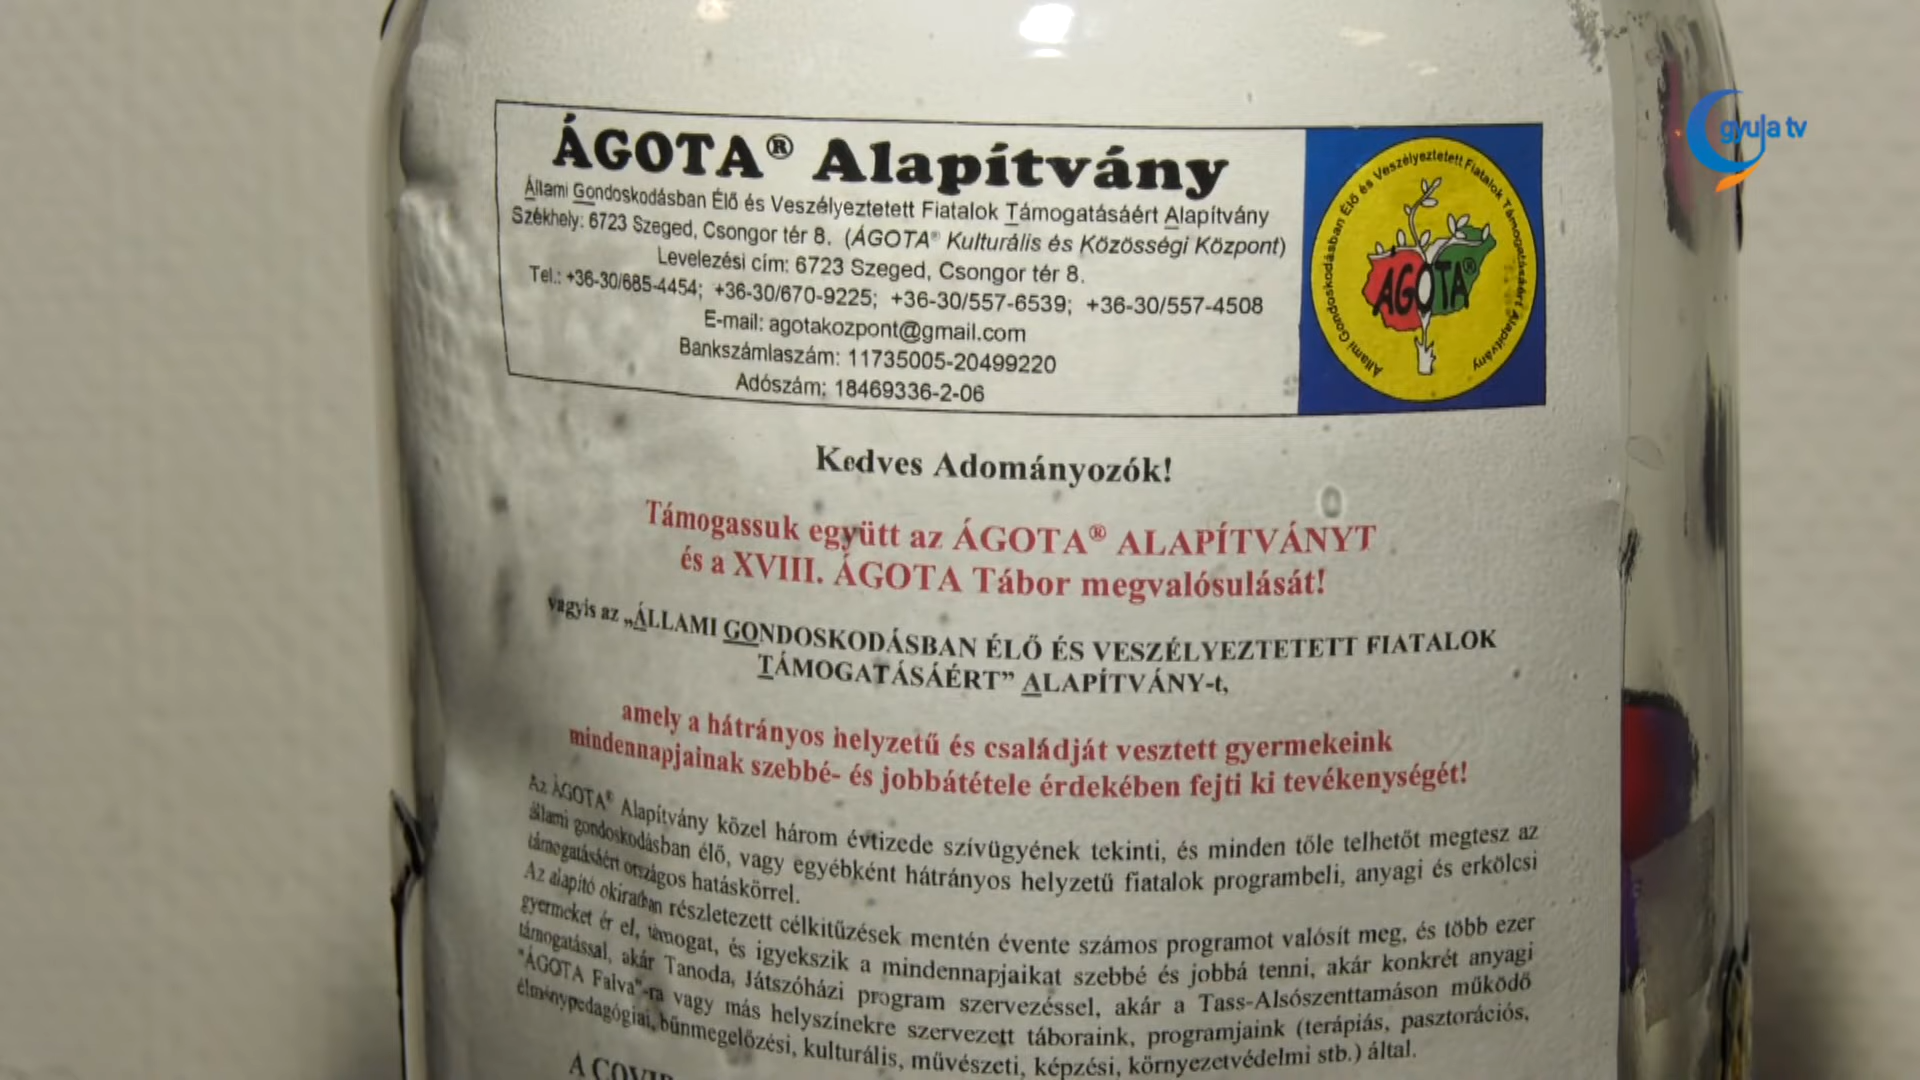 gyula tv
ÁGOTA® Alapítvány
Állami Gondoskodásban Élő és Veszélyeztetett Fiatalok Támogatásáért Alapítvány
Székhely: 6723 Szeged, Csongor tér 8. (ÁGOTA® Kulturális és Közösségi Központ)
Levelezési cím: 6723 Szeged, Csongor tér 8.
Tel.: +36-30/685-4454; +36-30/670-9225; +36-30/557-6539; +36-30/557-4508
E-mail: agotakozpont@gmail.com
Bankszámlaszám: 11735005-20499220
Adószám: 18469336-2-06
Állami Gondoskodásban Élő és Veszélyeztetett Fiatalok Támogatásáért Alapítvány
ÁGOTA®
Kedves Adományozók!
Támogassuk együtt az ÁGOTA® ALAPÍTVÁNYT
és a XVIII. ÁGOTA Tábor megvalósulását!
vagyis az „ÁLLAMI GONDOSKODÁSBAN ÉLŐ ÉS VESZÉLYEZTETETT FIATALOK
TÁMOGATÁSÁÉRT” ALAPÍTVÁNY-t,
amely a hátrányos helyzetű és családját vesztett gyermekeink
mindennapjainak szebbé- és jobbátétele érdekében fejti ki tevékenységét!
Az ÁGOTA® Alapítvány közel három évtizede szívügyének tekinti, és minden tőle telhetőt megtesz az
állami gondoskodásban élő, vagy egyébként hátrányos helyzetű fiatalok programbeli, anyagi és erkölcsi
támogatásáért országos hatáskörrel.
Az alapító okiratban részletezett célkitűzések mentén évente számos programot valósít meg, és több ezer
gyermeket ér el, támogat, és igyekszik a mindennapjaikat szebbé és jobbá tenni, akár konkrét anyagi
támogatással, akár Tanoda, Játszóházi program szervezéssel, akár a Tass-Alsószenttamáson működő
"ÁGOTA Falva"-ra vagy más helyszínekre szervezett táboraink, programjaink (terápiás, pasztorációs,
élménypedagógiai, bűnmegelőzési, kulturális, művészeti, képzési, környezetvédelmi stb.) által.
A COVID